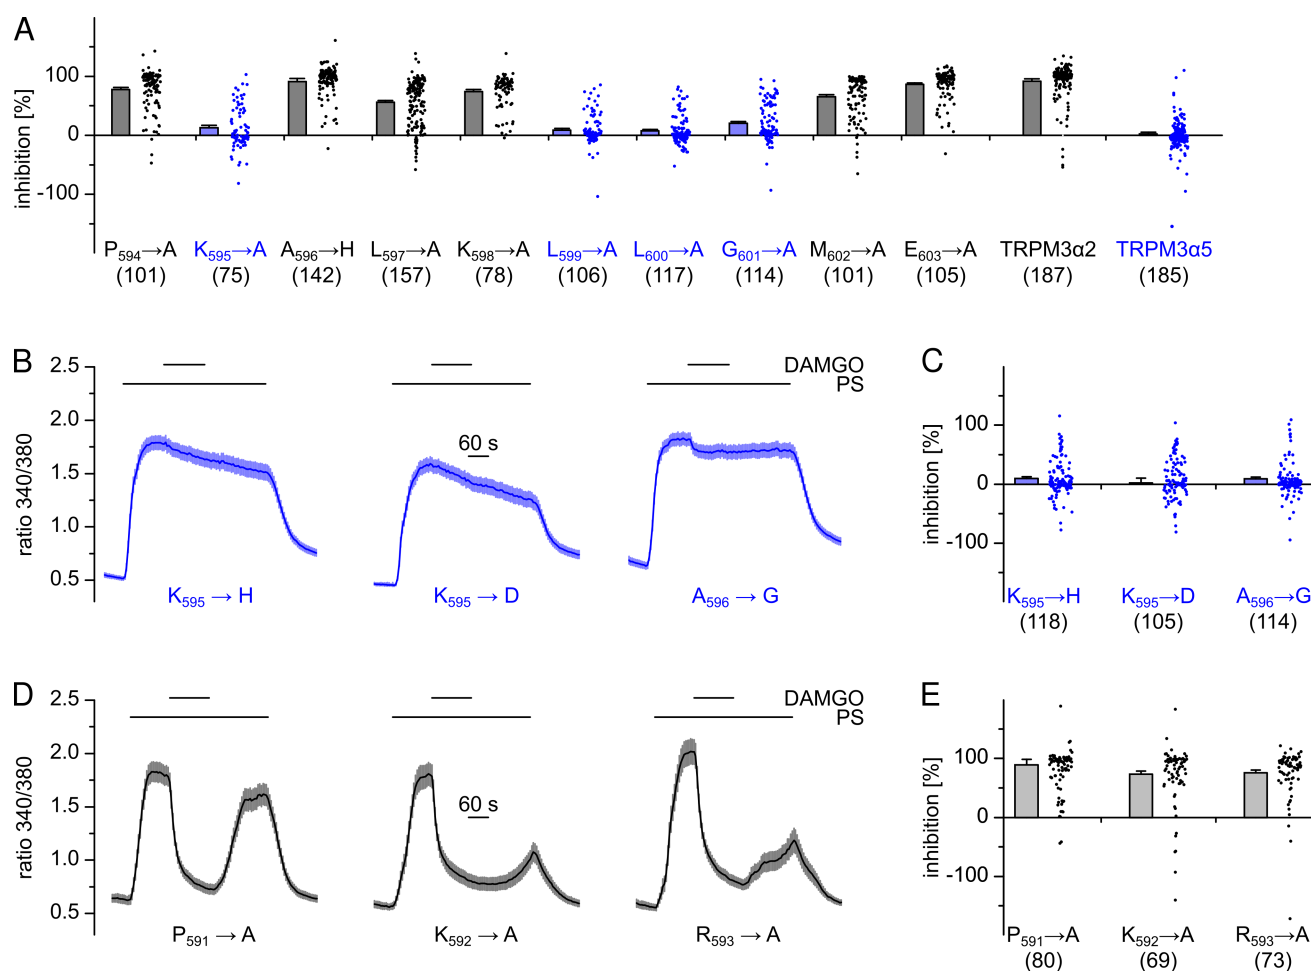 A
inhibition [%]
100
0
-100
P594→A K595→A A596→H L597→A K598→A L599→A L600→A G601→A M602→A E603→A TRPM3α2 TRPM3α5
(101) (75) (142) (157) (78) (106) (117) (114) (101) (105) (187) (185)
B
ratio 340/380
2.5
2.0
1.5
1.0
0.5
DAMGO
PS
60 s
K595 → H K595 → D A596 → G
C
inhibition [%]
100
0
-100
K595→H K595→D A596→G
(118) (105) (114)
D
ratio 340/380
2.5
2.0
1.5
1.0
0.5
DAMGO
PS
60 s
P591 → A K592 → A R593 → A
E
inhibition [%]
100
0
-100
P591→A K592→A R593→A
(80) (69) (73)